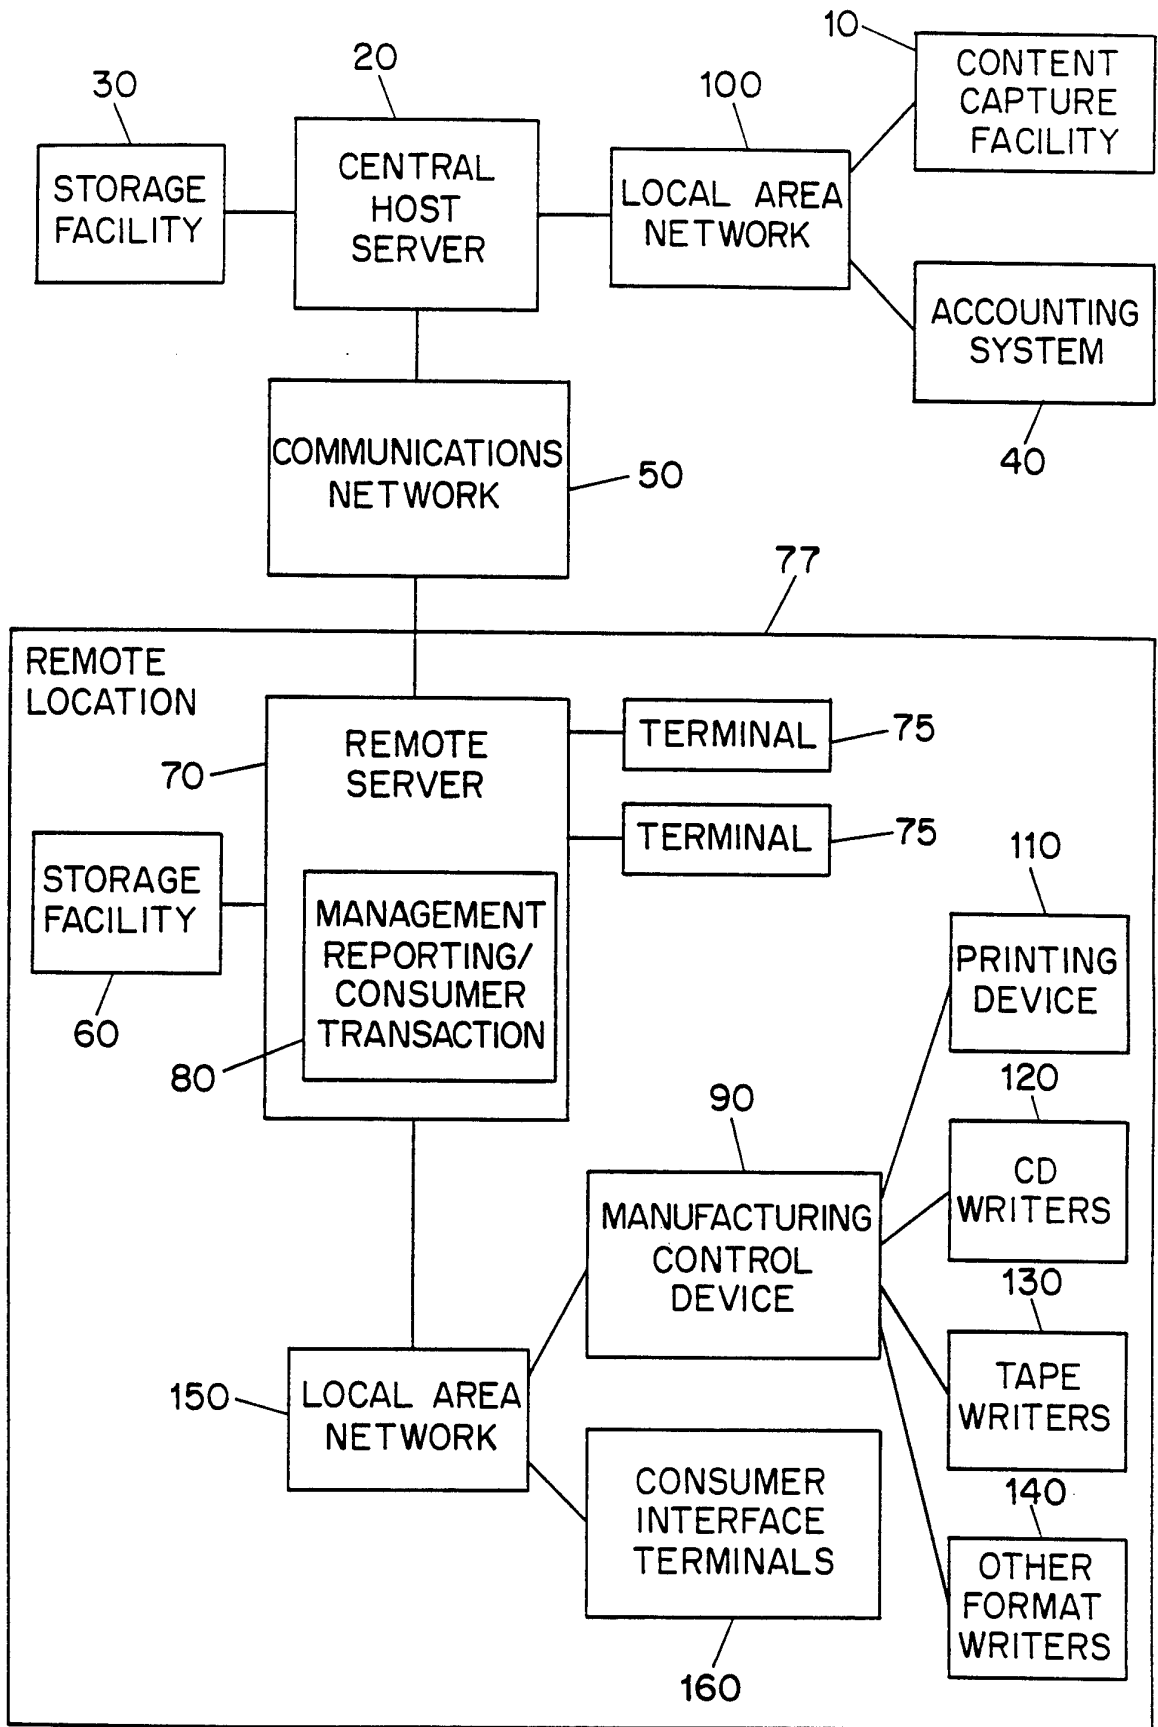 10
CONTENT
CAPTURE
FACILITY
20
30
100
CENTRAL
HOST
SERVER
STORAGE
FACILITY
LOCAL AREA
NETWORK
ACCOUNTING
SYSTEM
40
COMMUNICATIONS
NETWORK
50
77
REMOTE
LOCATION
REMOTE
SERVER
70
TERMINAL
75
TERMINAL
75
STORAGE
FACILITY
60
MANAGEMENT
REPORTING/
CONSUMER
TRANSACTION
80
110
PRINTING
DEVICE
90
120
CD
WRITERS
MANUFACTURING
CONTROL
DEVICE
130
TAPE
WRITERS
150
LOCAL AREA
NETWORK
CONSUMER
INTERFACE
TERMINALS
160
140
OTHER
FORMAT
WRITERS